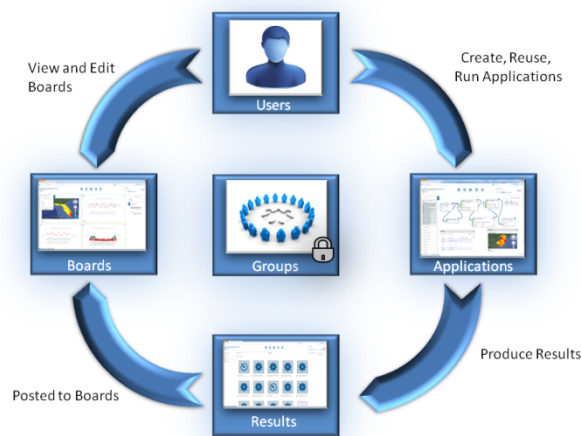 View and Edit
Boards
Users
Create, Reuse,
Run Applications
Boards
Groups
Applications
Posted to Boards
Results
Produce Results